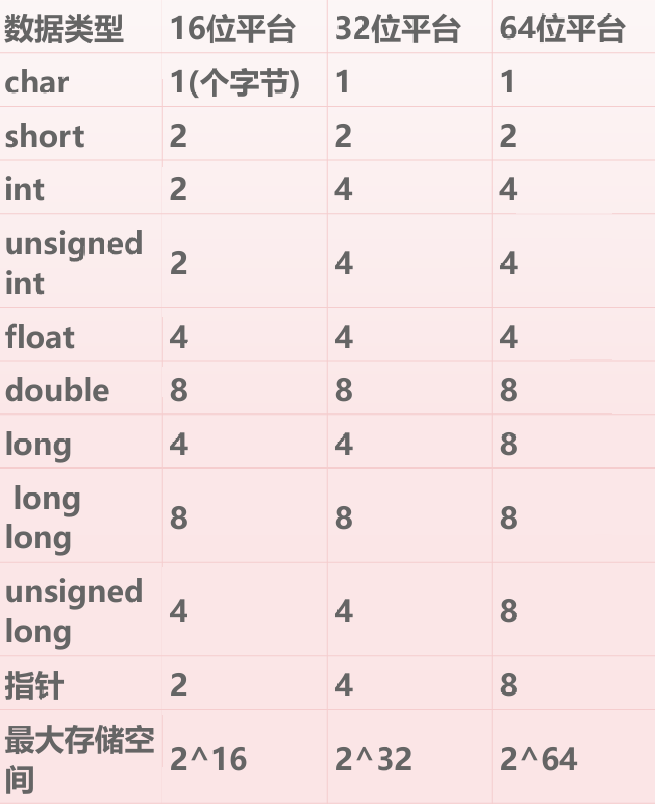 数据类型 16位平台 32位平台 64位平台
char 1(个字节) 1 1
short 2 2 2
int 2 4 4
unsigned
int 2 4 4
float 4 4 4
double 8 8 8
long 4 4 8
long
long 8 8 8
unsigned
long 4 4 8
指针 2 4 8
最大存储空
间 2^16 2^32 2^64